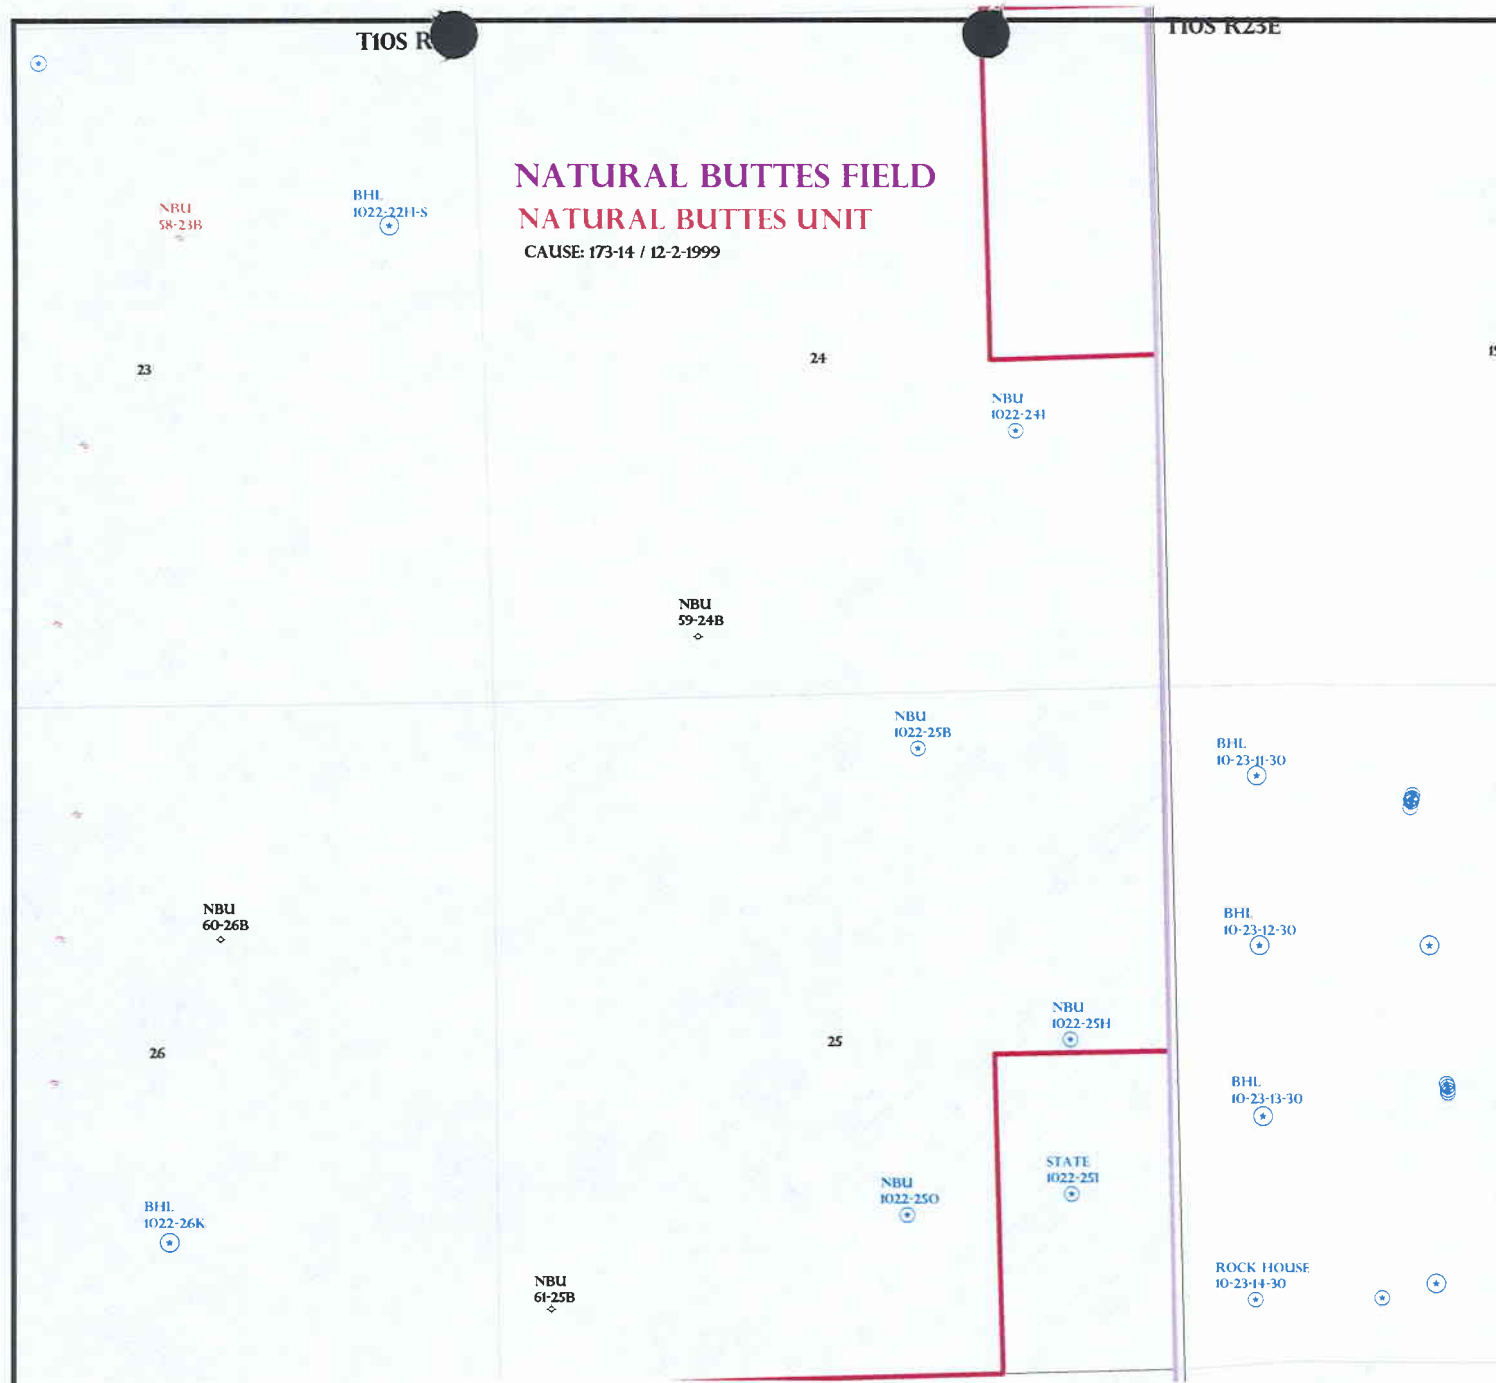 T10S
T10S R23E
NATURAL BUTTES FIELD
NATURAL BUTTES UNIT
CAUSE: 173-14 / 12-2-1999
NBU
58-23B
BHL
1022-22H-S
23
24
NBU
1022-24I
NBU
59-24B
NBU
1022-25B
BHL
10-23-11-30
NBU
60-26B
BHL
10-23-12-30
26
25
NBU
1022-25H
BHL
10-23-13-30
STATE
1022-25I
NBU
1022-25O
BHL
1022-26K
NBU
61-25B
ROCK HOUSE
10-23-14-30